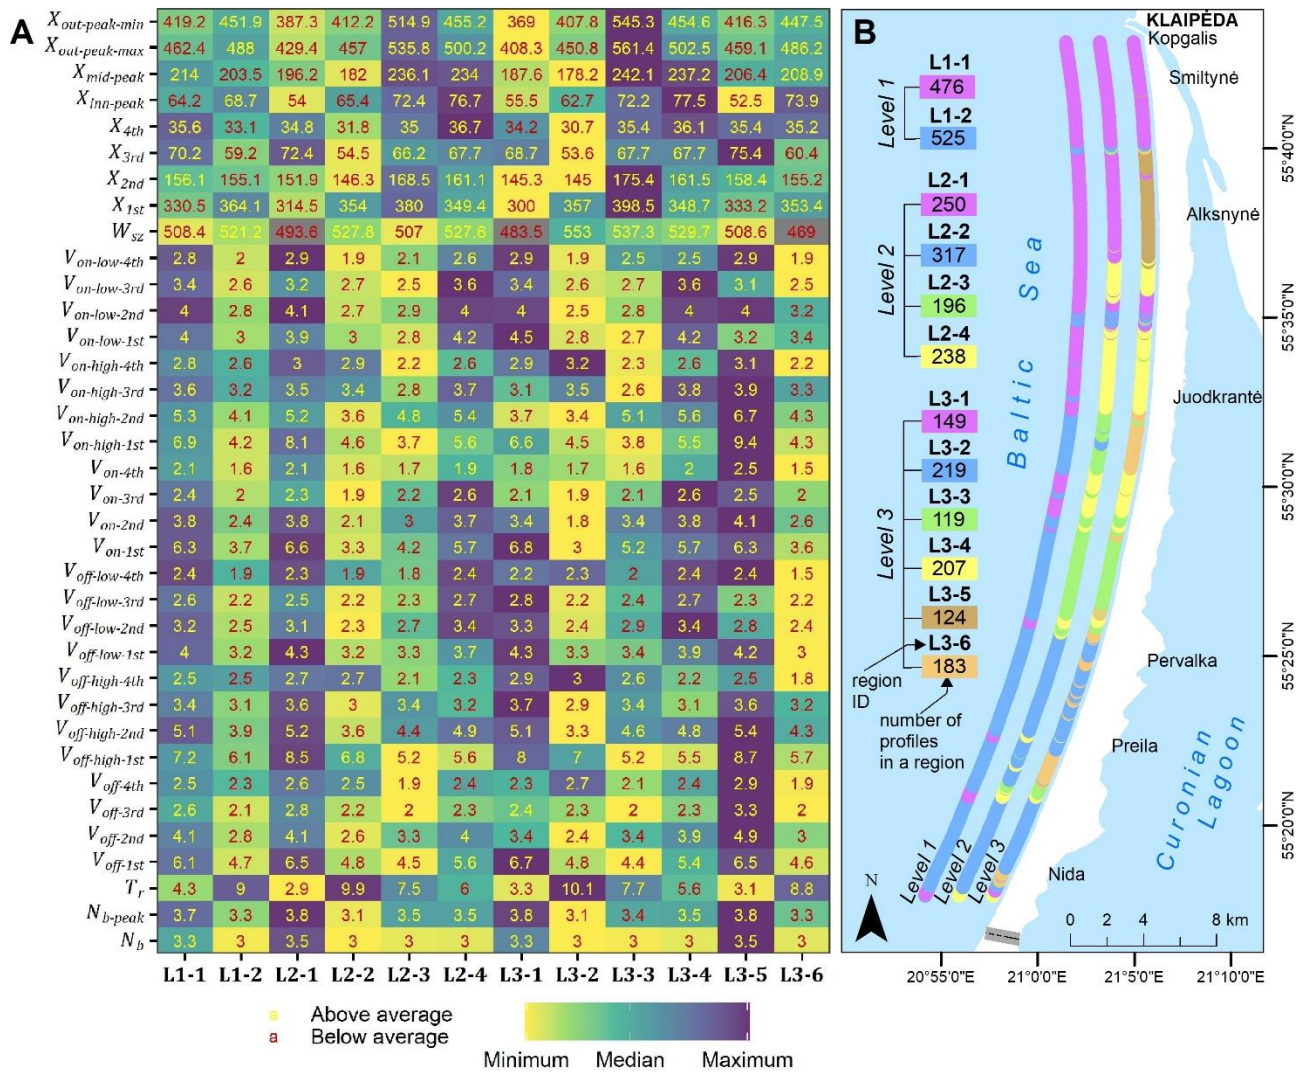 A
X out-peak-min 419.2 451.9 387.3 412.2 514.9 455.2 369 407.8 545.3 454.6 416.3 447.5
X out-peak-max 462.4 488 429.4 457 535.8 500.2 408.3 450.8 561.4 502.5 459.1 486.2
X mid-peak 214 203.5 196.2 182 236.1 234 187.6 178.2 242.1 237.2 206.4 208.9
X inn-peak 64.2 68.7 54 65.4 72.4 76.7 55.5 62.7 72.2 77.5 52.5 73.9
X 4th 35.6 33.1 34.8 31.8 35 36.7 34.2 30.7 35.4 36.1 35.4 35.2
X 3rd 70.2 59.2 72.4 54.5 66.2 67.7 68.7 53.6 67.7 67.7 75.4 60.4
X 2nd 156.1 155.1 151.9 146.3 168.5 161.1 145.3 145 175.4 161.5 158.4 155.2
X 1st 330.5 364.1 314.5 354 380 349.4 300 357 398.5 348.7 333.2 353.4
W sz 508.4 521.2 493.6 527.8 507 527.6 483.5 553 537.3 529.7 508.6 469
V on-low-4th 2.8 2 2.9 1.9 2.1 2.6 2.9 1.9 2.5 2.5 2.9 1.9
V on-low-3rd 3.4 2.6 3.2 2.7 2.5 3.6 3.4 2.6 2.7 3.6 3.1 2.5
V on-low-2nd 4 2.8 4.1 2.7 2.9 4 4 2.5 2.8 4 4 3.2
V on-low-1st 4 3 3.9 3 2.8 4.2 4.5 2.8 2.7 4.2 3.2 3.4
V on-high-4th 2.8 2.6 3 2.9 2.2 2.6 2.9 3.2 2.3 2.6 3.1 2.2
V on-high-3rd 3.6 3.2 3.5 3.4 2.8 3.7 3.1 3.5 2.6 3.8 3.9 3.3
V on-high-2nd 5.3 4.1 5.2 3.6 4.8 5.4 3.7 3.4 5.1 5.6 6.7 4.3
V on-high-1st 6.9 4.2 8.1 4.6 3.7 5.6 6.6 4.5 3.8 5.5 9.4 4.3
V on-4th 2.1 1.6 2.1 1.6 1.7 1.9 1.8 1.7 1.6 2 2.5 1.5
V on-3rd 2.4 2 2.3 1.9 2.2 2.6 2.1 1.9 2.1 2.6 2.5 2
V on-2nd 3.8 2.4 3.8 2.1 3 3.7 3.4 1.8 3.4 3.8 4.1 2.6
V on-1st 6.3 3.7 6.6 3.3 4.2 5.7 6.8 3 5.2 5.7 6.3 3.6
V off-low-4th 2.4 1.9 2.3 1.9 1.8 2.4 2.2 2.3 2 2.4 2.4 1.5
V off-low-3rd 2.6 2.2 2.5 2.2 2.3 2.7 2.8 2.2 2.4 2.7 2.3 2.2
V off-low-2nd 3.2 2.5 3.1 2.3 2.7 3.4 3.3 2.4 2.9 3.4 2.8 2.4
V off-low-1st 4 3.2 4.3 3.2 3.3 3.7 4.3 3.4 3.3 3.9 4.2 3
V off-high-4th 2.5 2.5 2.7 2.7 2.1 2.3 2.9 3 2.6 2.2 2.5 1.8
V off-high-3rd 3.4 3.1 3.6 3 3.4 3.2 3.7 2.9 3.4 3.1 3.6 3.2
V off-high-2nd 5.1 3.9 5.2 3.6 4.4 4.9 5.1 3.3 4.6 4.8 5.4 4.3
V off-high-1st 7.2 6.1 8.5 6.8 5.2 5.6 8 7 5.2 5.5 8.7 5.7
V off-4th 2.5 2.3 2.6 2.5 1.9 2.4 2.3 2.7 2.1 2.4 2.9 1.9
V off-3rd 2.6 2.1 2.8 2.2 2 2.3 2.4 2.3 2 2.3 3.3 2
V off-2nd 4.1 2.8 4.1 2.6 3.3 4 3.4 2.4 3.4 3.9 4.9 3
V off-1st 6.1 4.7 6.5 4.8 4.5 5.6 6.7 4.8 4.4 5.4 6.5 4.6
T r 4.3 9 2.9 9.9 7.5 6 3.3 10.1 7.7 5.6 3.1 8.8
N b-peak 3.7 3.3 3.8 3.1 3.5 3.5 3.8 3.1 3.4 3.5 3.8 3.3
N b 3.3 3 3.5 3 3 3 3.3 3 3 3 3.5 3
L1-1 L1-2 L2-1 L2-2 L2-3 L2-4 L3-1 L3-2 L3-3 L3-4 L3-5 L3-6
a Above average
a Below average
Minimum Median Maximum
B
KLAIPĖDA
Kopgalis
Smiltynė
Alksnynė
Juodkrantė
Pervalka
Preila
Nida
Baltic Sea
Curonian
Lagoon
Level 1
L1-1
476
L1-2
525
Level 2
L2-1
250
L2-2
317
L2-3
196
L2-4
238
Level 3
L3-1
149
L3-2
219
L3-3
119
L3-4
207
L3-5
124
L3-6
183
region
ID
number of
profiles
in a region
Level 1
Level 2
Level 3
N
0 4 8 km
55°40'0"N
55°35'0"N
55°30'0"N
55°25'0"N
55°20'0"N
20°55'0"E 21°0'0"E 21°5'0"E 21°10'0"E